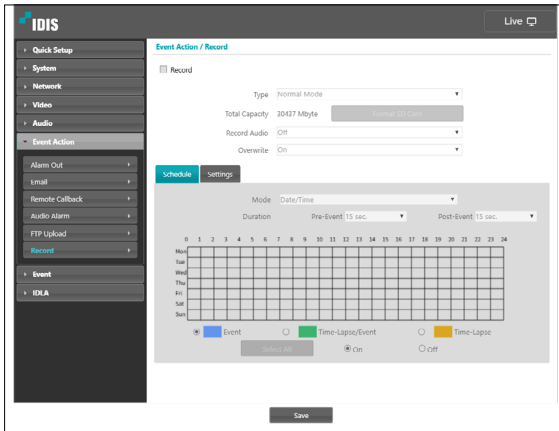 IDIS
Live
Quick Setup
System
Network
Video
Audio
Event Action
Alarm Out
Email
Remote Callback
Audio Alarm
FTP Upload
Record
Event
IDLA
Event Action / Record
Record
Type Normal Mode
Total Capacity 30437 Mbyte Format SD Card
Record Audio Off
Overwrite On
Schedule Settings
Mode Date/Time
Duration Pre-Event 15 sec. Post-Event 15 sec.
0 1 2 3 4 5 6 7 8 9 10 11 12 13 14 15 16 17 18 19 20 21 22 23 24
Mon
Tue
Wed
Thu
Fri
Sat
Sun
Event Time-Lapse/Event Time-Lapse
Select All On Off
Save